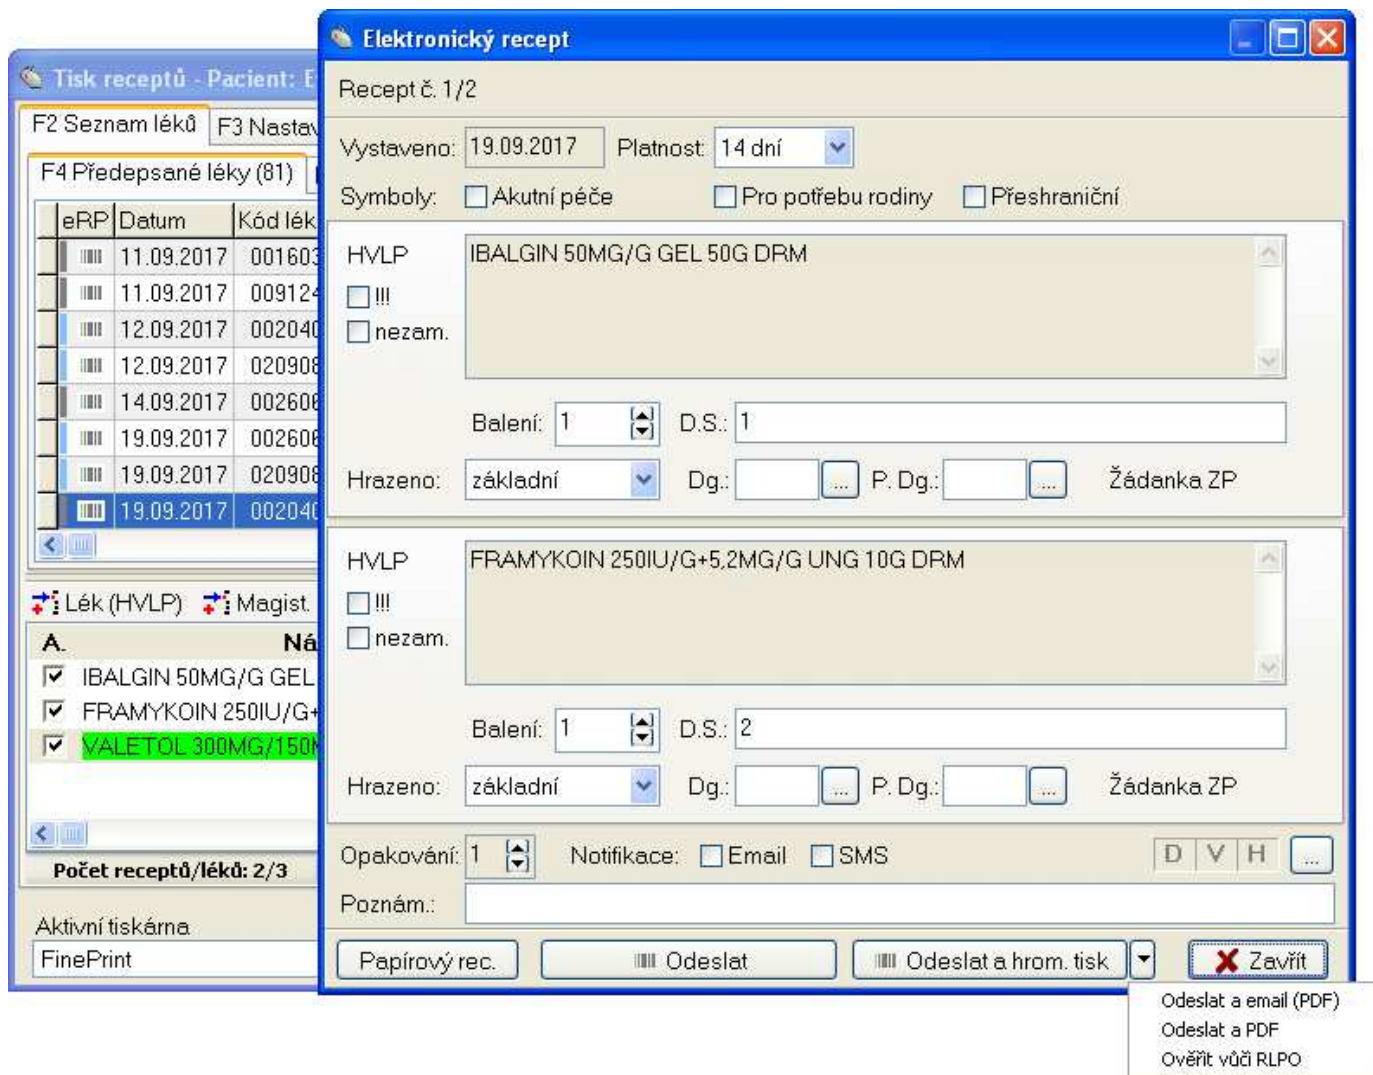 Elektronický recept
Tisk receptů - Pacient:
Recept č. 1/2
F2 Seznam léků F3 Nastav
Vystaveno: 19.09.2017 Platnost: 14 dní
F4 Předepsané léky (81)
Symboly: Akutní péče Pro potřebu rodiny Přeshraniční
eRP Datum Kód lék
11.09.2017 001603
11.09.2017 009124
12.09.2017 002040
12.09.2017 020908
14.09.2017 002606
19.09.2017 002606
19.09.2017 020908
19.09.2017 002040
HVLP IBALGIN 50MG/G GEL 50G DRM
!!!
nezam.
Balení: 1 D.S.: 1
Hrazeno: základní Dg.: ... P. Dg.: ... Žádanka ZP
HVLP FRAMYKOIN 250IU/G+5,2MG/G UNG 10G DRM
!!!
nezam.
Balení: 1 D.S.: 2
Hrazeno: základní Dg.: ... P. Dg.: ... Žádanka ZP
Lék (HVLP) Magist.
A. Ná
IBALGIN 50MG/G GEL
FRAMYKOIN 250IU/G+
VALETOL 300MG/150M
Počet receptů/léků: 2/3
Aktivní tiskárna
FinePrint
Opakování: 1 Notifikace: Email SMS D V H ...
Poznám.:
Papírový rec. Odeslat Odeslat a hrom. tisk Zavřít
Odeslat a email (PDF)
Odeslat a PDF
Ověřit vůči RLPO